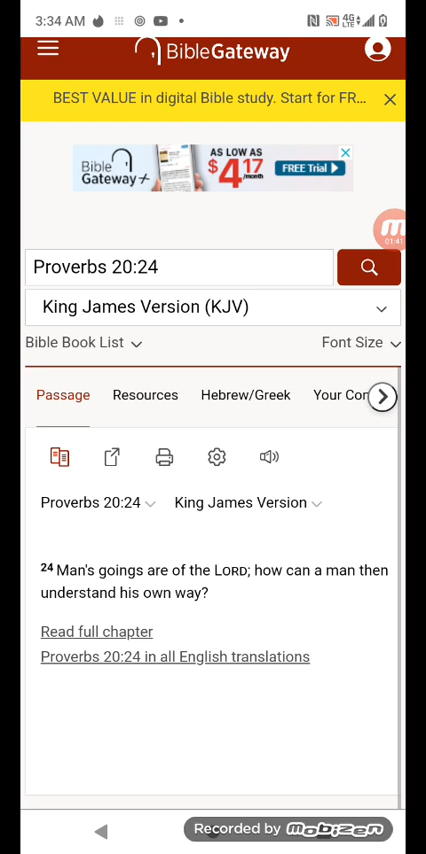 3:34 AM
4G
LTE
BibleGateway
BEST VALUE in digital Bible study. Start for FR...
Bible
Gateway+
AS LOW AS
$4.17
/month
FREE Trial
01:41
Proverbs 20:24
King James Version (KJV)
Bible Book List Font Size
Passage Resources Hebrew/Greek Your Con
Proverbs 20:24 King James Version
24 Man's goings are of the LORD; how can a man then
understand his own way?
Read full chapter
Proverbs 20:24 in all English translations
Recorded by mobizen